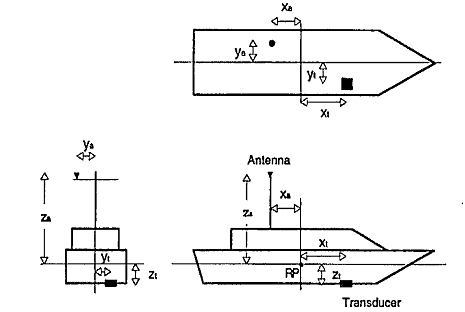 xa
ya
yt
xt
ya
Antenna
za
xa
za
xt
yt
zt
RP
zt
Transducer